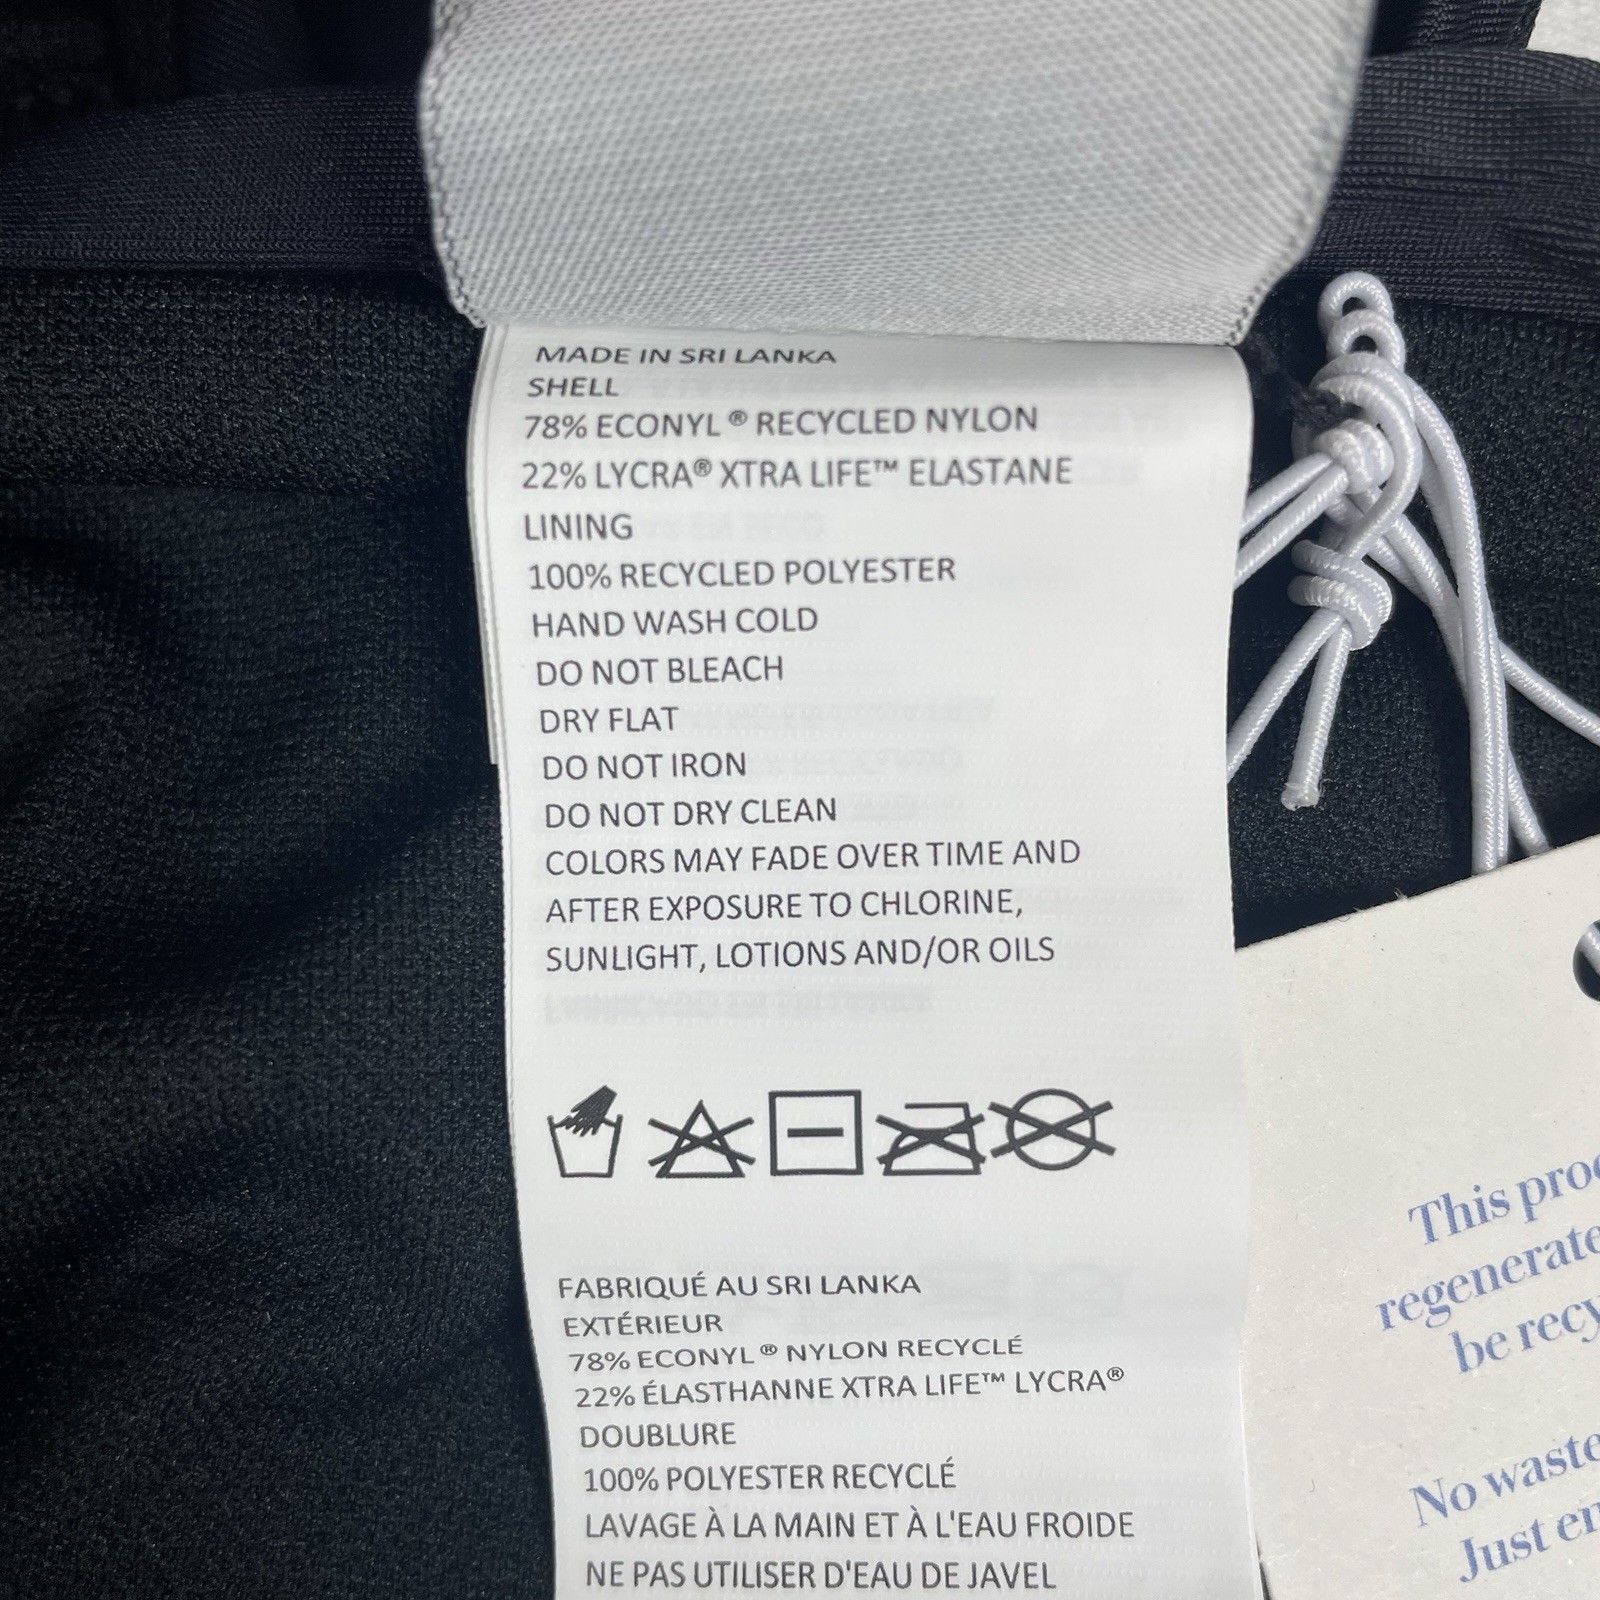 MADE IN SRI LANKA
SHELL
78% ECONYL® RECYCLED NYLON
22% LYCRA® XTRA LIFE™ ELASTANE
LINING
100% RECYCLED POLYESTER
HAND WASH COLD
DO NOT BLEACH
DRY FLAT
DO NOT IRON
DO NOT DRY CLEAN
COLORS MAY FADE OVER TIME AND
AFTER EXPOSURE TO CHLORINE,
SUNLIGHT, LOTIONS AND/OR OILS
FABRIQUÉ AU SRI LANKA
EXTÉRIEUR
78% ECONYL® NYLON RECYCLÉ
22% ÉLASTHANNE XTRA LIFE™ LYCRA®
DOUBLURE
100% POLYESTER RECYCLÉ
LAVAGE À LA MAIN ET À L'EAU FROIDE
NE PAS UTILISER D'EAU DE JAVEL
This
be
No waste
Just